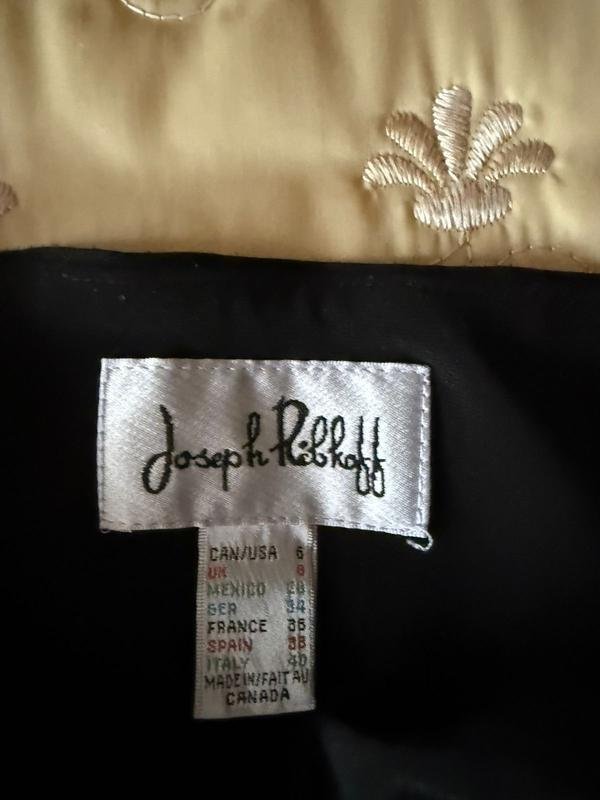 Joseph Ribkoff
CAN/USA 6
UK 8
MEXICO 28
GER 34
FRANCE 36
SPAIN 38
ITALY 40
MADE IN/FAIT AU
CANADA